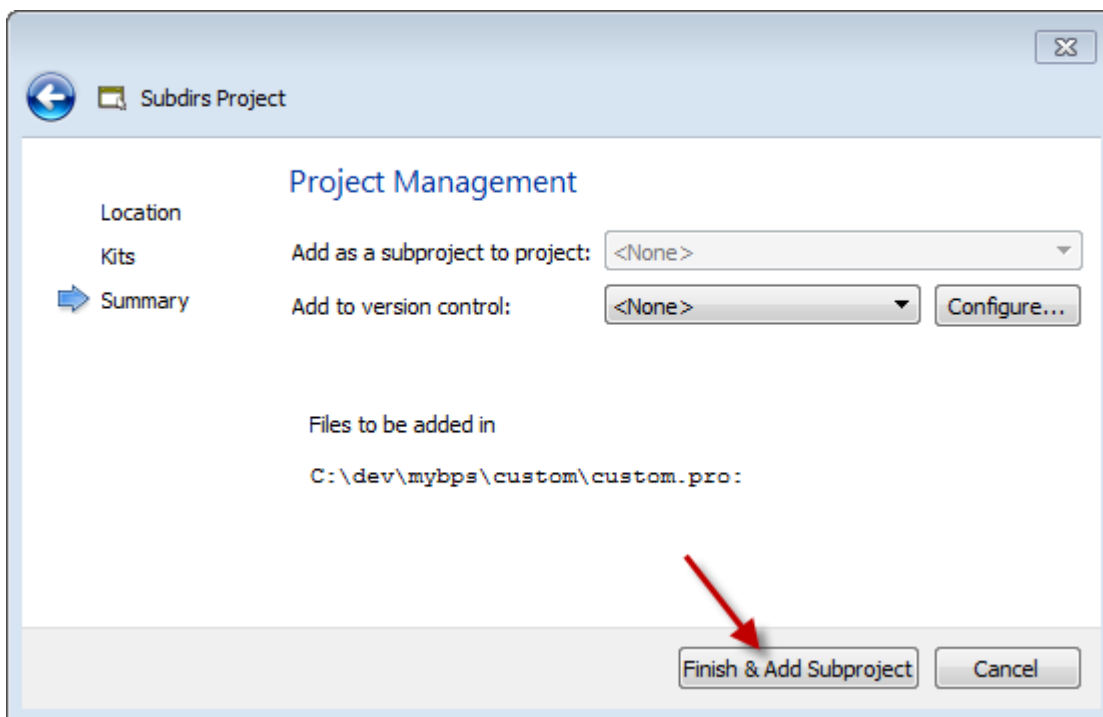 Subdirs Project
Location
Kits
Summary
Project Management
Add as a subproject to project: <None>
Add to version control: <None> Configure...
Files to be added in
C:\dev\mybps\custom\custom.pro:
Finish & Add Subproject Cancel